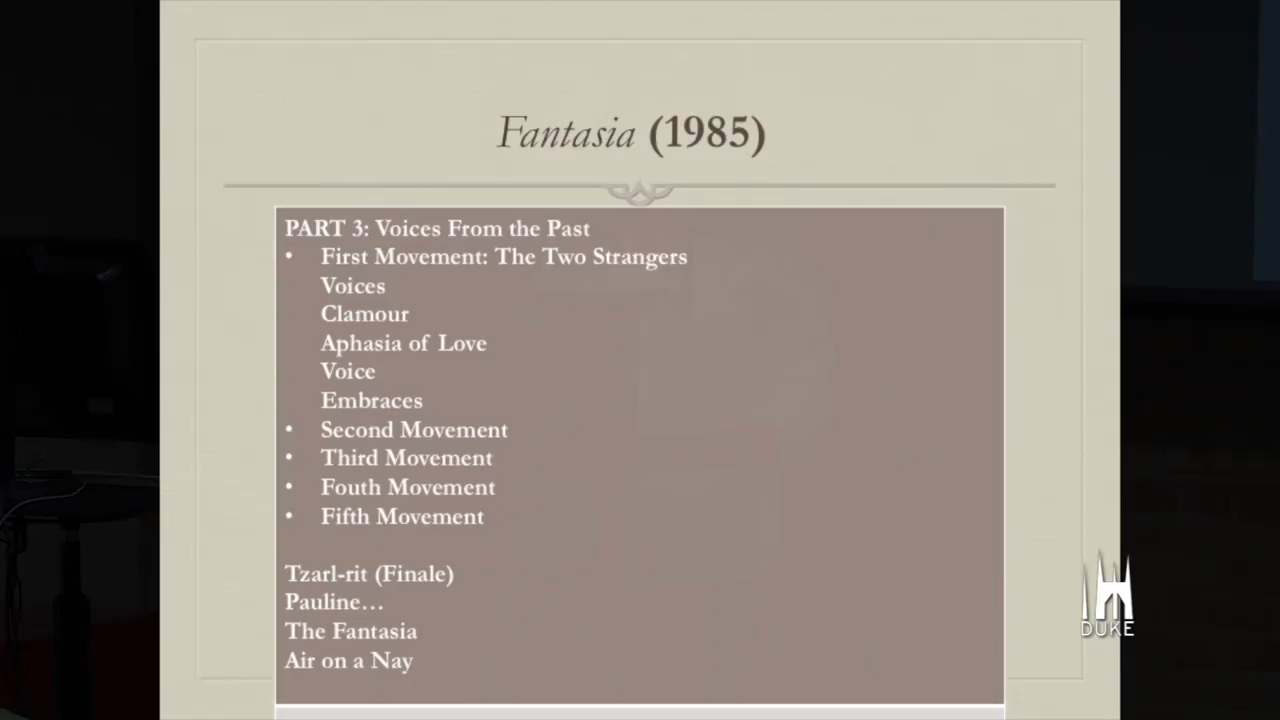 Fantasia (1985)
PART 3: Voices From the Past
• First Movement: The Two Strangers
Voices
Clamour
Aphasia of Love
Voice
Embraces
• Second Movement
• Third Movement
• Fouth Movement
• Fifth Movement
Tzarl-rit (Finale)
Pauline…
The Fantasia
Air on a Nay
DUKE